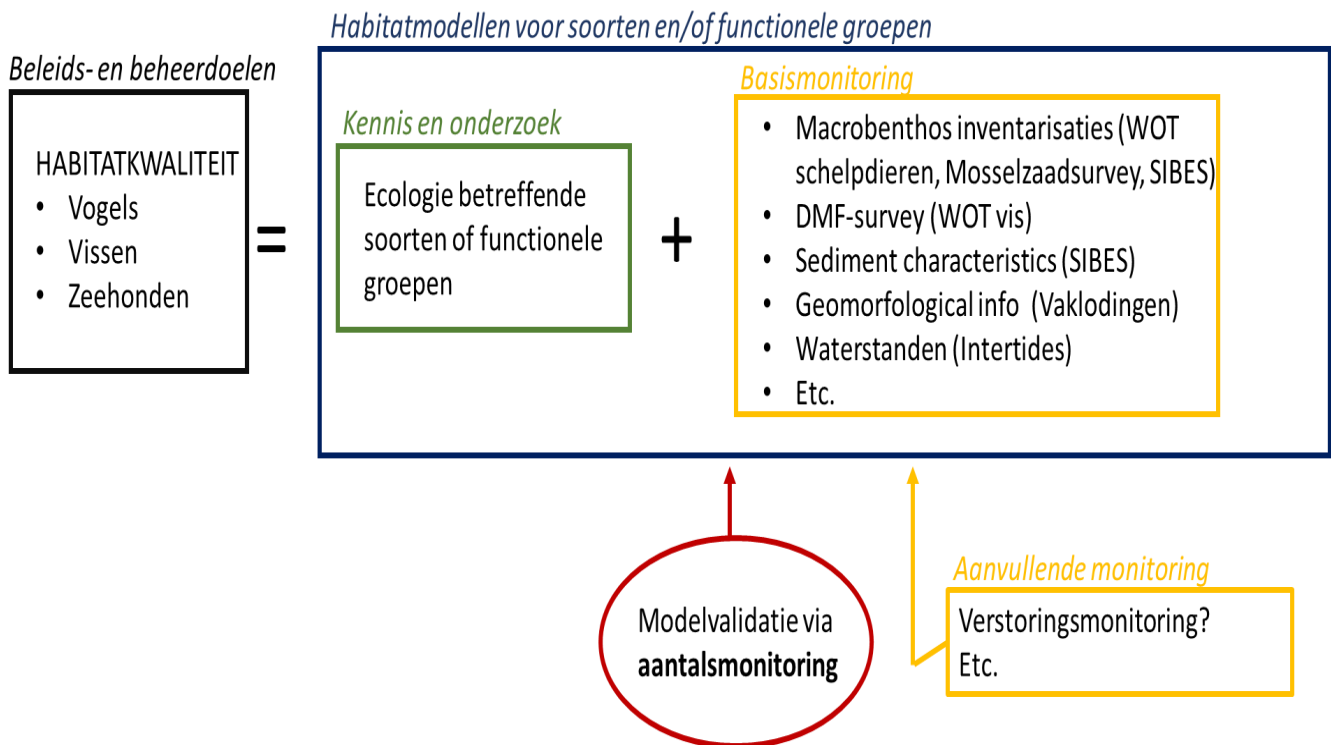 Habitatmodellen voor soorten en/of functionele groepen
Beleids- en beheerdoelen
HABITATKWALITEIT
• Vogels
• Vissen
• Zeehonden
=
Kennis en onderzoek
Ecologie betreffende
soorten of functionele
groepen
+
Basismonitoring
• Macrobenthos inventarisaties (WOT
schelpdieren, Mosselzaadsurvey, SIBES)
• DMF-survey (WOT vis)
• Sediment characteristics (SIBES)
• Geomorfological info (Vaklodingen)
• Waterstanden (Intertides)
• Etc.
Modelvalidatie via
aantalsmonitoring
Aanvullende monitoring
Verstoringsmonitoring?
Etc.